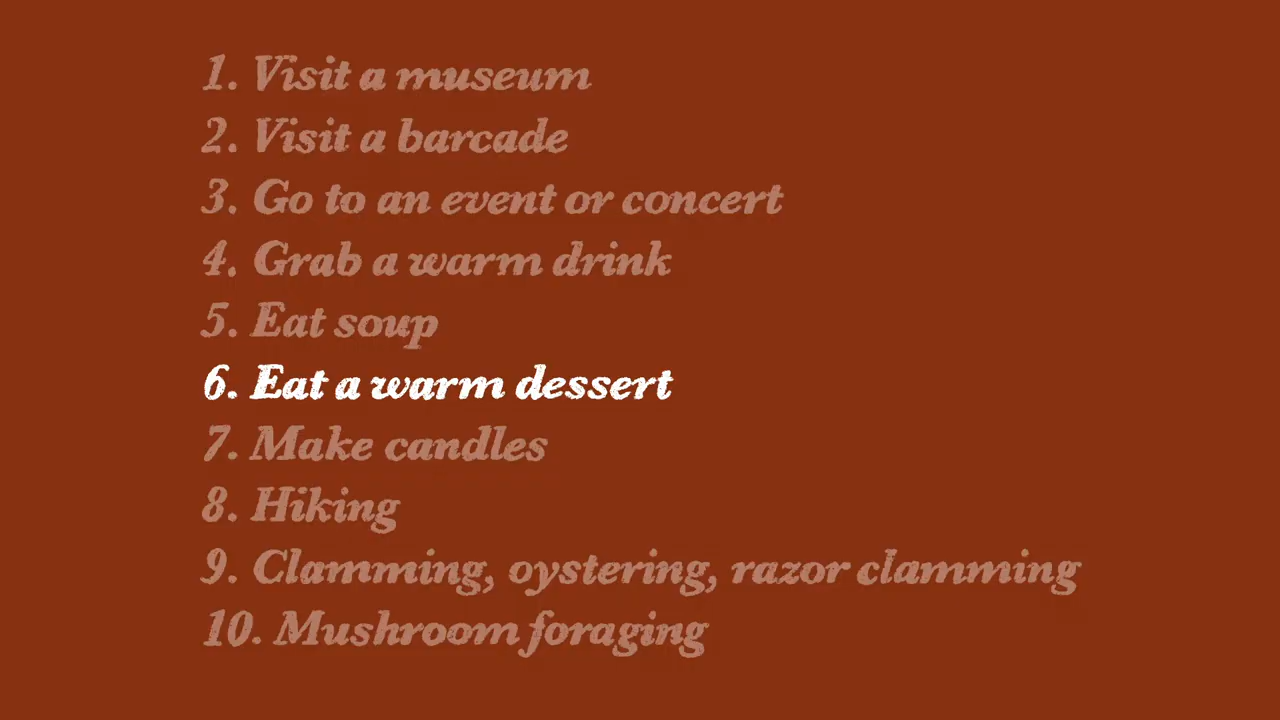 1. Visit a museum
2. Visit a barcade
3. Go to an event or concert
4. Grab a warm drink
5. Eat soup
6. Eat a warm dessert
7. Make candles
8. Hiking
9. Clamming, oystering, razor clamming
10. Mushroom foraging